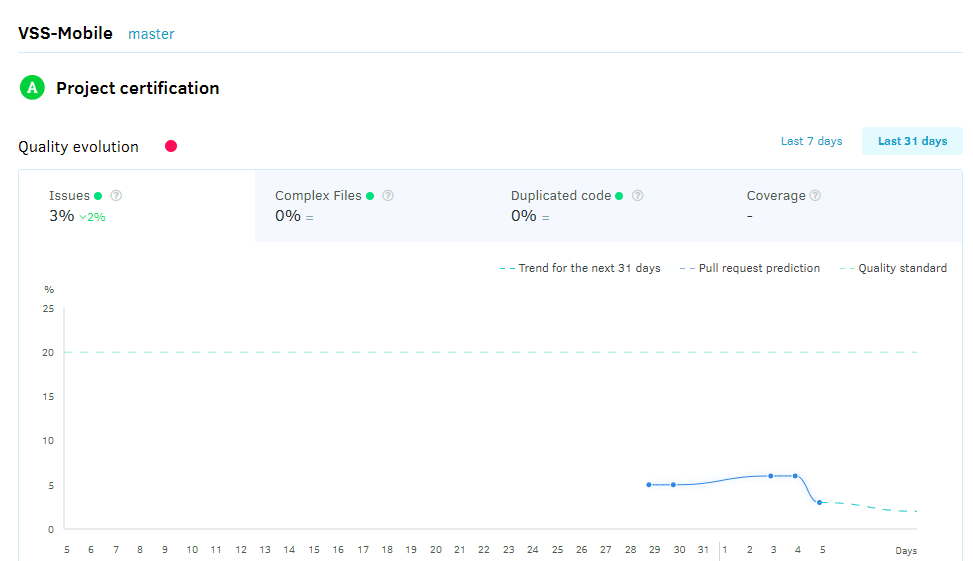 VSS-Mobile master
A Project certification
Quality evolution
Last 7 days Last 31 days
Issues ? Complex Files ? Duplicated code ? Coverage ?
3% 2% 0% = 0% = -
Trend for the next 31 days Pull request prediction Quality standard
%
25
20
15
10
5
0
5 6 7 8 9 10 11 12 13 14 15 16 17 18 19 20 21 22 23 24 25 26 27 28 29 30 31 1 2 3 4 5 Days